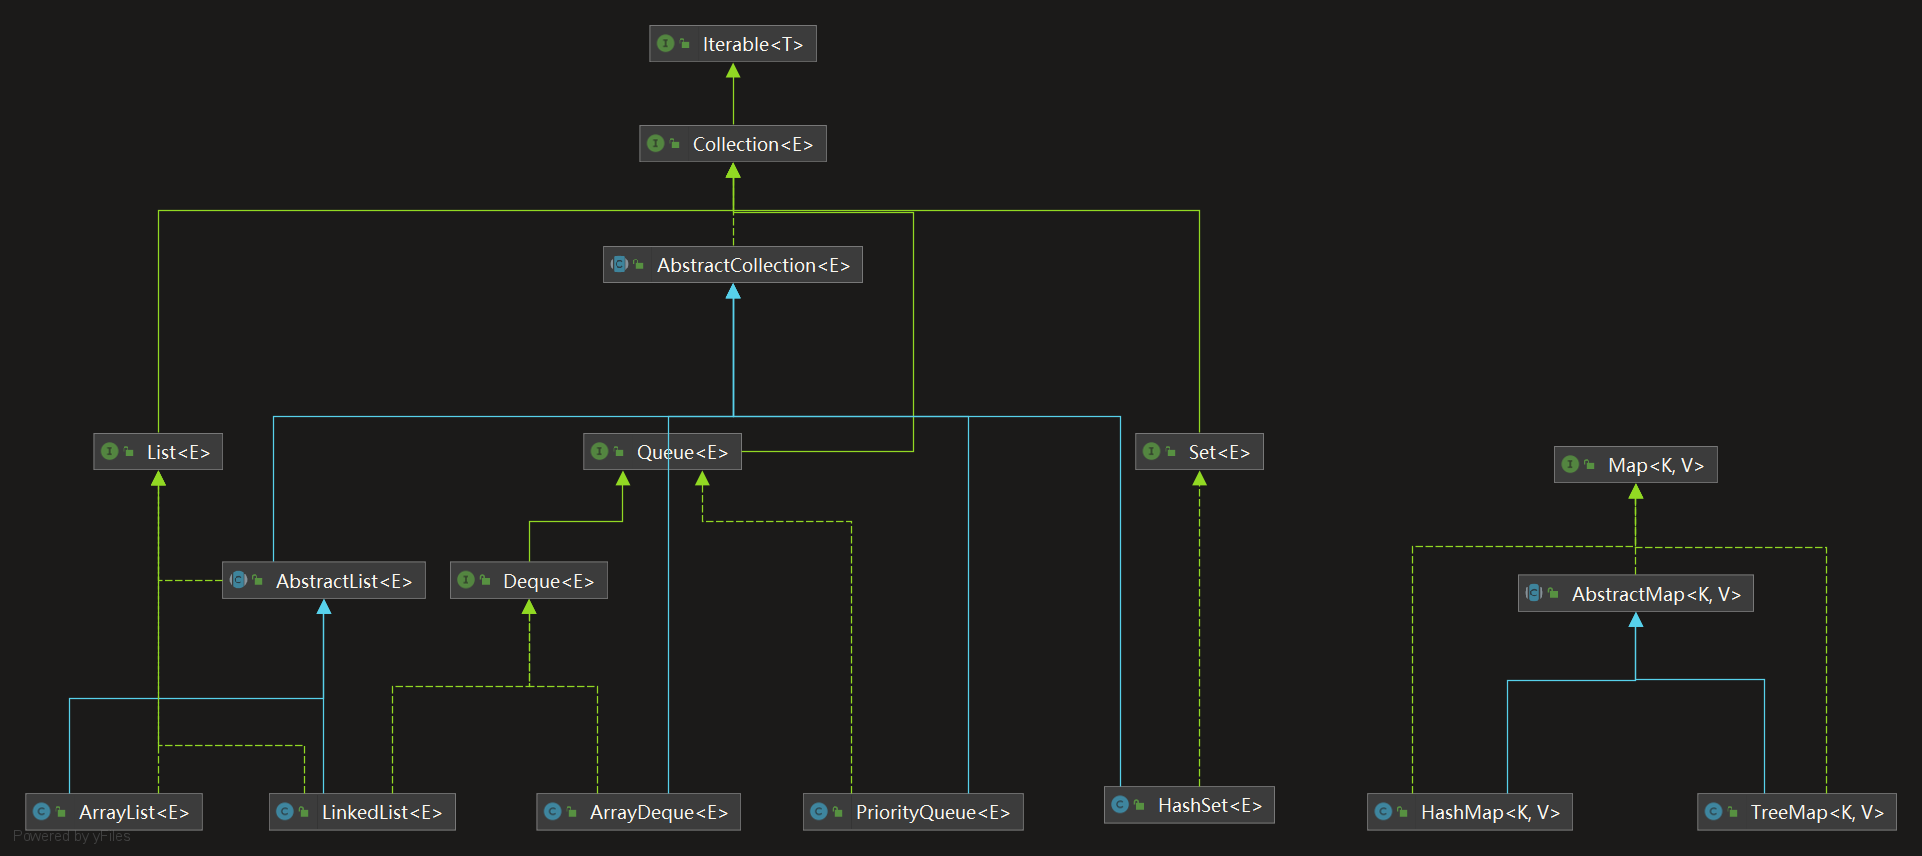 Iterable<T>
Collection<E>
AbstractCollection<E>
List<E>
Queue<E>
Set<E>
Map<K, V>
AbstractList<E>
Deque<E>
AbstractMap<K, V>
ArrayList<E>
LinkedList<E>
ArrayDeque<E>
PriorityQueue<E>
HashSet<E>
HashMap<K, V>
TreeMap<K, V>
Powered by yFiles